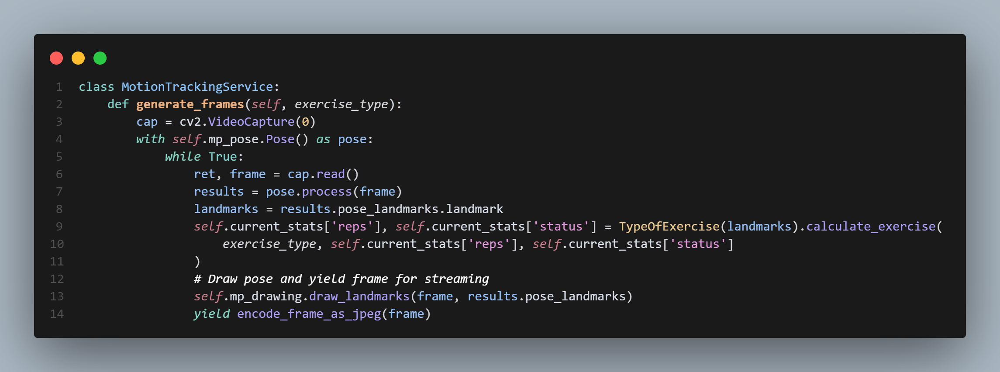 1 class MotionTrackingService:
2     def generate_frames(self, exercise_type):
3         cap = cv2.VideoCapture(0)
4         with self.mp_pose.Pose() as pose:
5             while True:
6                 ret, frame = cap.read()
7                 results = pose.process(frame)
8                 landmarks = results.pose_landmarks.landmark
9                 self.current_stats['reps'], self.current_stats['status'] = TypeOfExercise(landmarks).calculate_exercise(
10                     exercise_type, self.current_stats['reps'], self.current_stats['status']
11                 )
12                 # Draw pose and yield frame for streaming
13                 self.mp_drawing.draw_landmarks(frame, results.pose_landmarks)
14                 yield encode_frame_as_jpeg(frame)